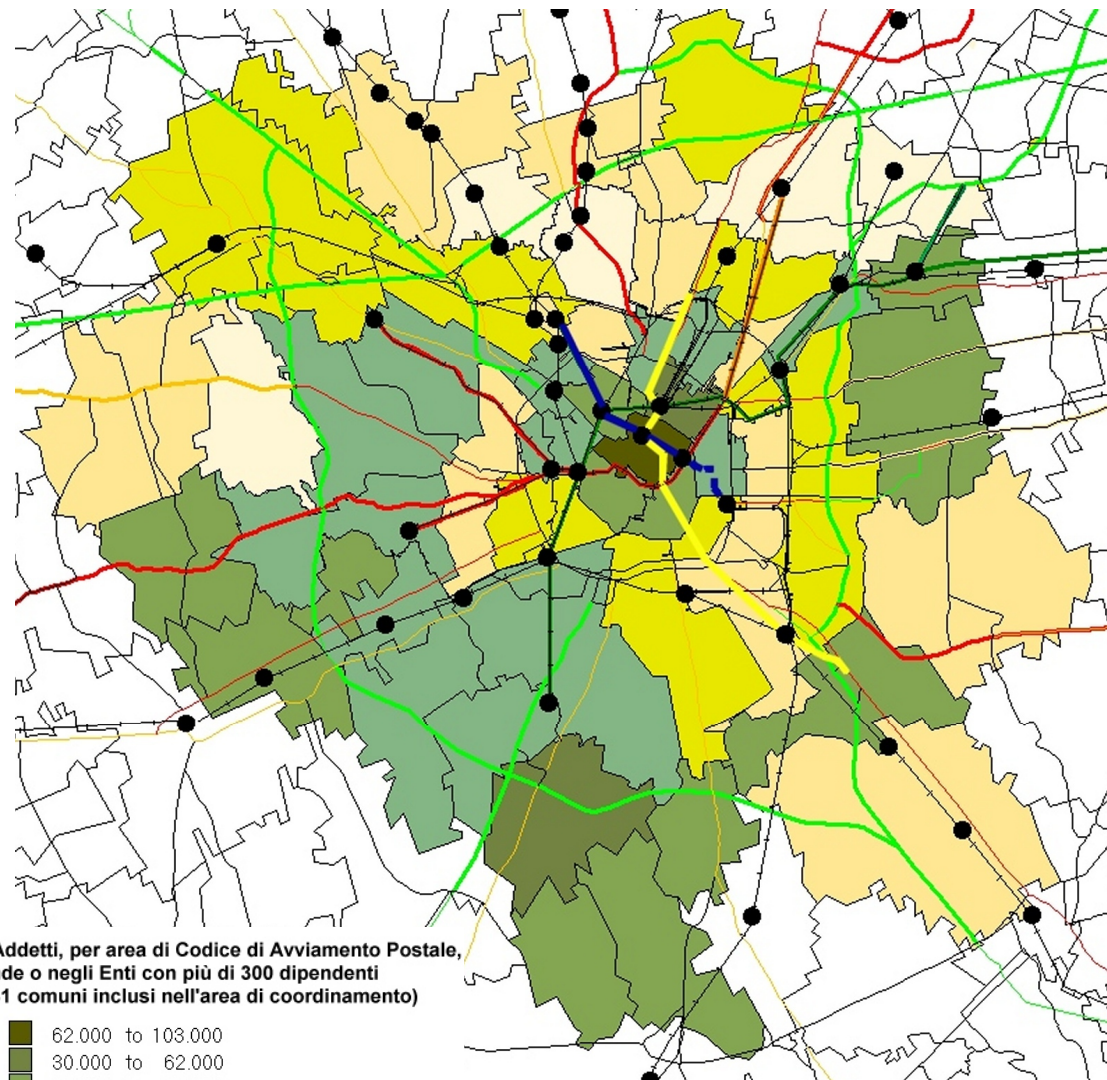 Addetti, per area di Codice di Avviamento Postale,
nde o negli Enti con più di 300 dipendenti
1 comuni inclusi nell'area di coordinamento)
62.000 to 103.000
30.000 to 62.000